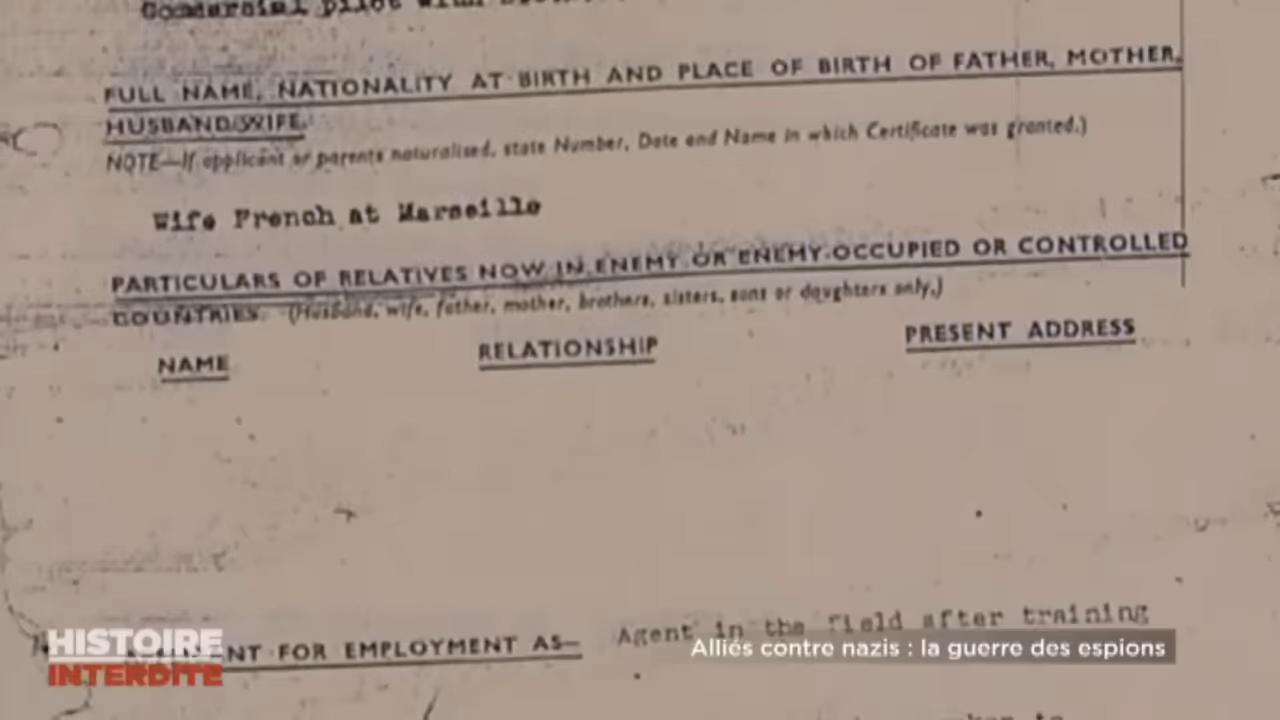 Commercial pilot with
FULL NAME, NATIONALITY AT BIRTH AND PLACE OF BIRTH OF FATHER, MOTHER,
HUSBAND/WIFE.
NOTE—If applicant or parents naturalised, state Number, Date and Name in which Certificate was granted.)
Wife French at Marseille
PARTICULARS OF RELATIVES NOW IN ENEMY OR ENEMY-OCCUPIED OR CONTROLLED
COUNTRIES. (Husband, wife, father, mother, brothers, sisters, sons or daughters only.)
NAME RELATIONSHIP PRESENT ADDRESS
NT FOR EMPLOYMENT AS— Agent in the field after training
HISTOIRE
INTERDITE
Alliés contre nazis : la guerre des espions